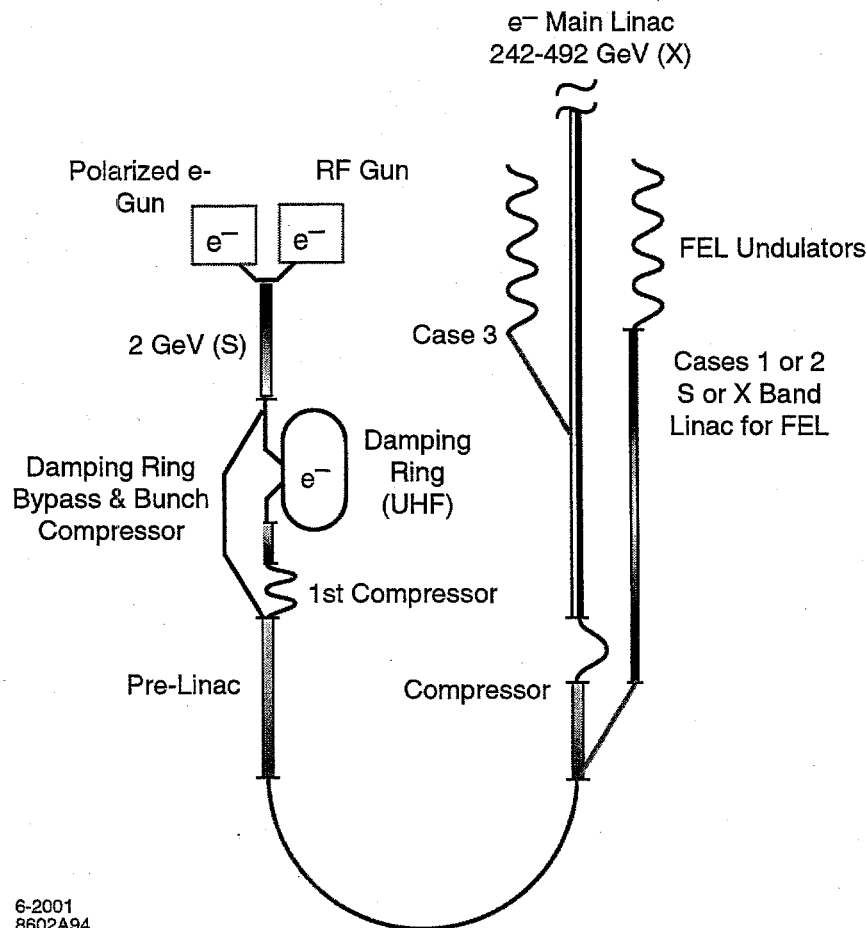 e– Main Linac
242-492 GeV (X)
Polarized e-
Gun
RF Gun
e–
e–
FEL Undulators
2 GeV (S)
Case 3
Cases 1 or 2
S or X Band
Linac for FEL
Damping Ring
Bypass & Bunch
Compressor
e–
Damping
Ring
(UHF)
1st Compressor
Pre-Linac
Compressor
6-2001
8602A94